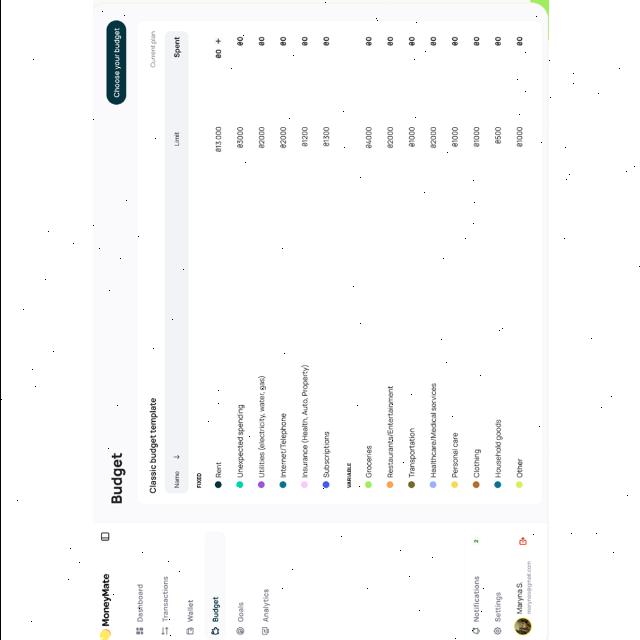 MoneyMate
Dashboard
Transactions
Wallet
Budget
Goals
Analytics
Notifications
2
Settings
Maryna S.
Budget
Choose your budget
Classic budget template
Current plan
Name
Limit
Spent
FIXED
Rent ₴13 000 ₴0 +
Unexpected spending ₴3000 ₴0
Utilities (electricity, water, gas) ₴2000 ₴0
Internet/Telephone ₴2000 ₴0
Insurance (Health, Auto, Property) ₴1200 ₴0
Subscriptions ₴1300 ₴0
VARIABLE
Groceries ₴4000 ₴0
Restaurants/Entertainment ₴2000 ₴0
Transportation ₴1000 ₴0
Healthcare/Medical services ₴2000 ₴0
Personal care ₴1000 ₴0
Clothing ₴1000 ₴0
Household goods ₴500 ₴0
Other ₴1000 ₴0